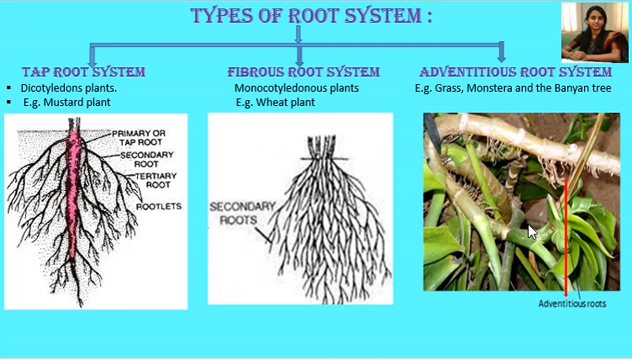 TYPES OF ROOT SYSTEM :
TAP ROOT SYSTEM
▪ Dicotyledons plants.
▪ E.g. Mustard plant
FIBROUS ROOT SYSTEM
Monocotyledonous plants
E.g. Wheat plant
ADVENTITIOUS ROOT SYSTEM
E.g. Grass, Monstera and the Banyan tree
PRIMARY OR
TAP ROOT
SECONDARY
ROOT
TERTIARY
ROOT
ROOTLETS
SECONDARY
ROOTS
Adventitious roots